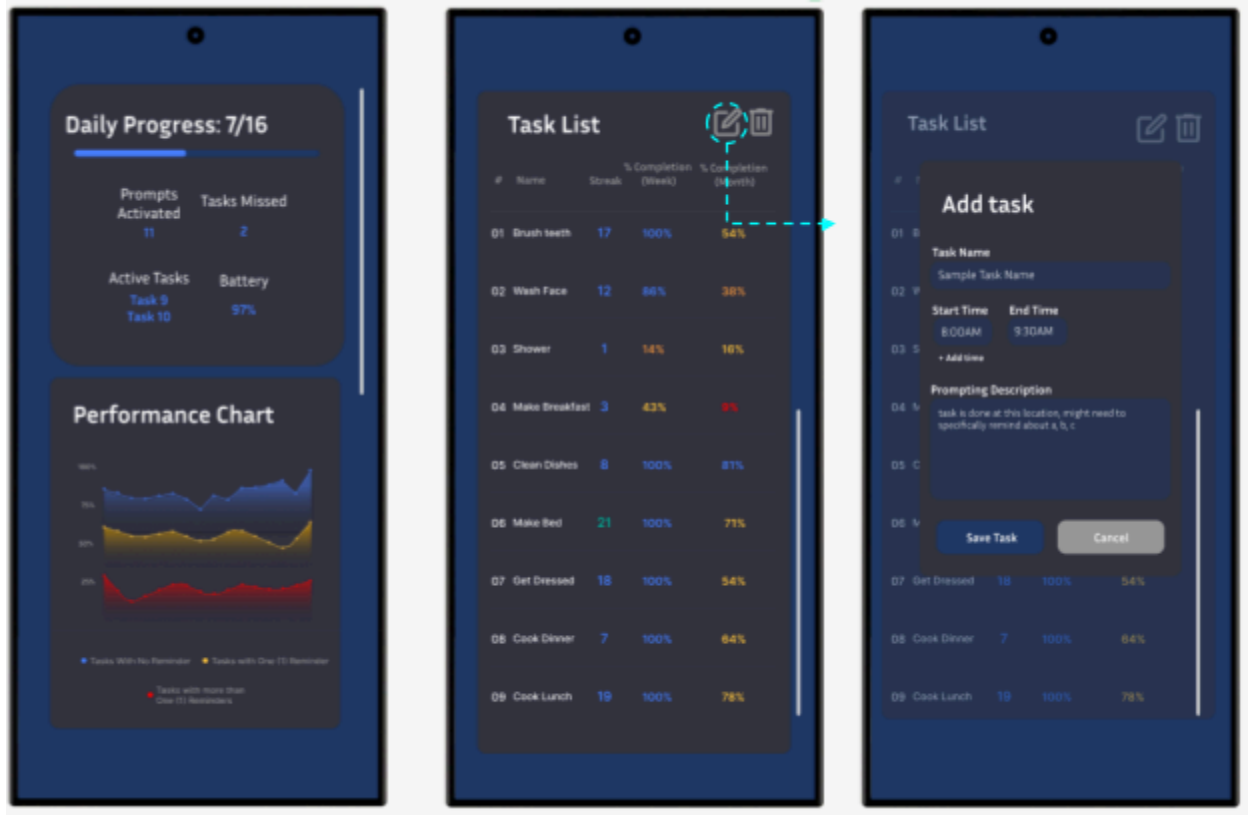 Daily Progress: 7/16
Prompts
Activated
11
Tasks Missed
2
Active Tasks
Task 9
Task 10
Battery
97%
Performance Chart
100%
75%
50%
25%
Tasks With No Reminder
Tasks with One (1) Reminder
Tasks with more than
One (1) Reminders
Task List
# Name Streak % Completion (Week) % Completion (Month)
01 Brush teeth 17 100% 54%
02 Wash Face 12 86% 38%
03 Shower 1 14% 16%
04 Make Breakfast 3 43% 9%
05 Clean Dishes 8 100% 81%
06 Make Bed 21 100% 71%
07 Get Dressed 18 100% 54%
08 Cook Dinner 7 100% 64%
09 Cook Lunch 19 100% 78%
Task List
#
01 B
02 W
03 S
04 M
05 C
06 M
07 Get Dressed 18 100% 54%
08 Cook Dinner 7 100% 64%
09 Cook Lunch 19 100% 78%
Add task
Task Name
Sample Task Name
Start Time End Time
8:00AM 9:30AM
+ Add time
Prompting Description
task is done at this location, might need to
specifically remind about a, b, c
Save Task Cancel